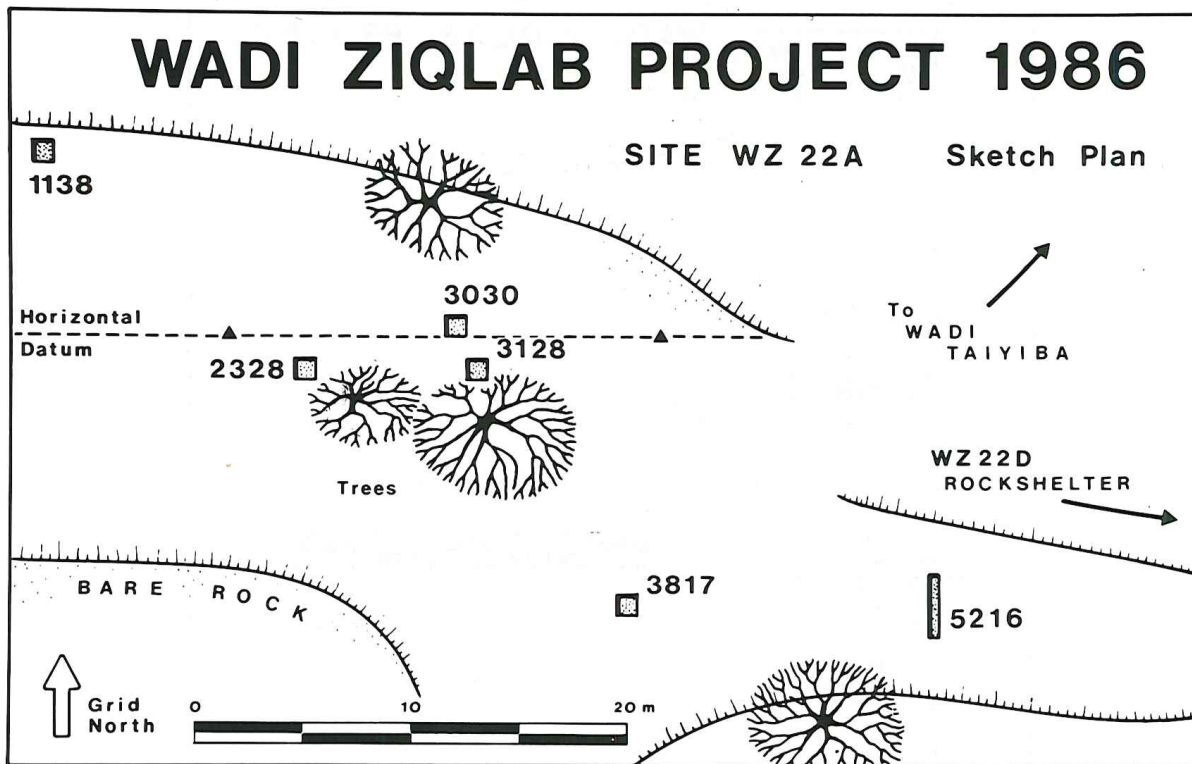 WADI ZIQLAB PROJECT 1986
SITE WZ 22A Sketch Plan
1138
3030
Horizontal
Datum
3128
2328
To
WADI
TAIYIBA
Trees
WZ22D
ROCKSHELTER
BARE ROCK
3817
5216
Grid
North
0 10 20 m